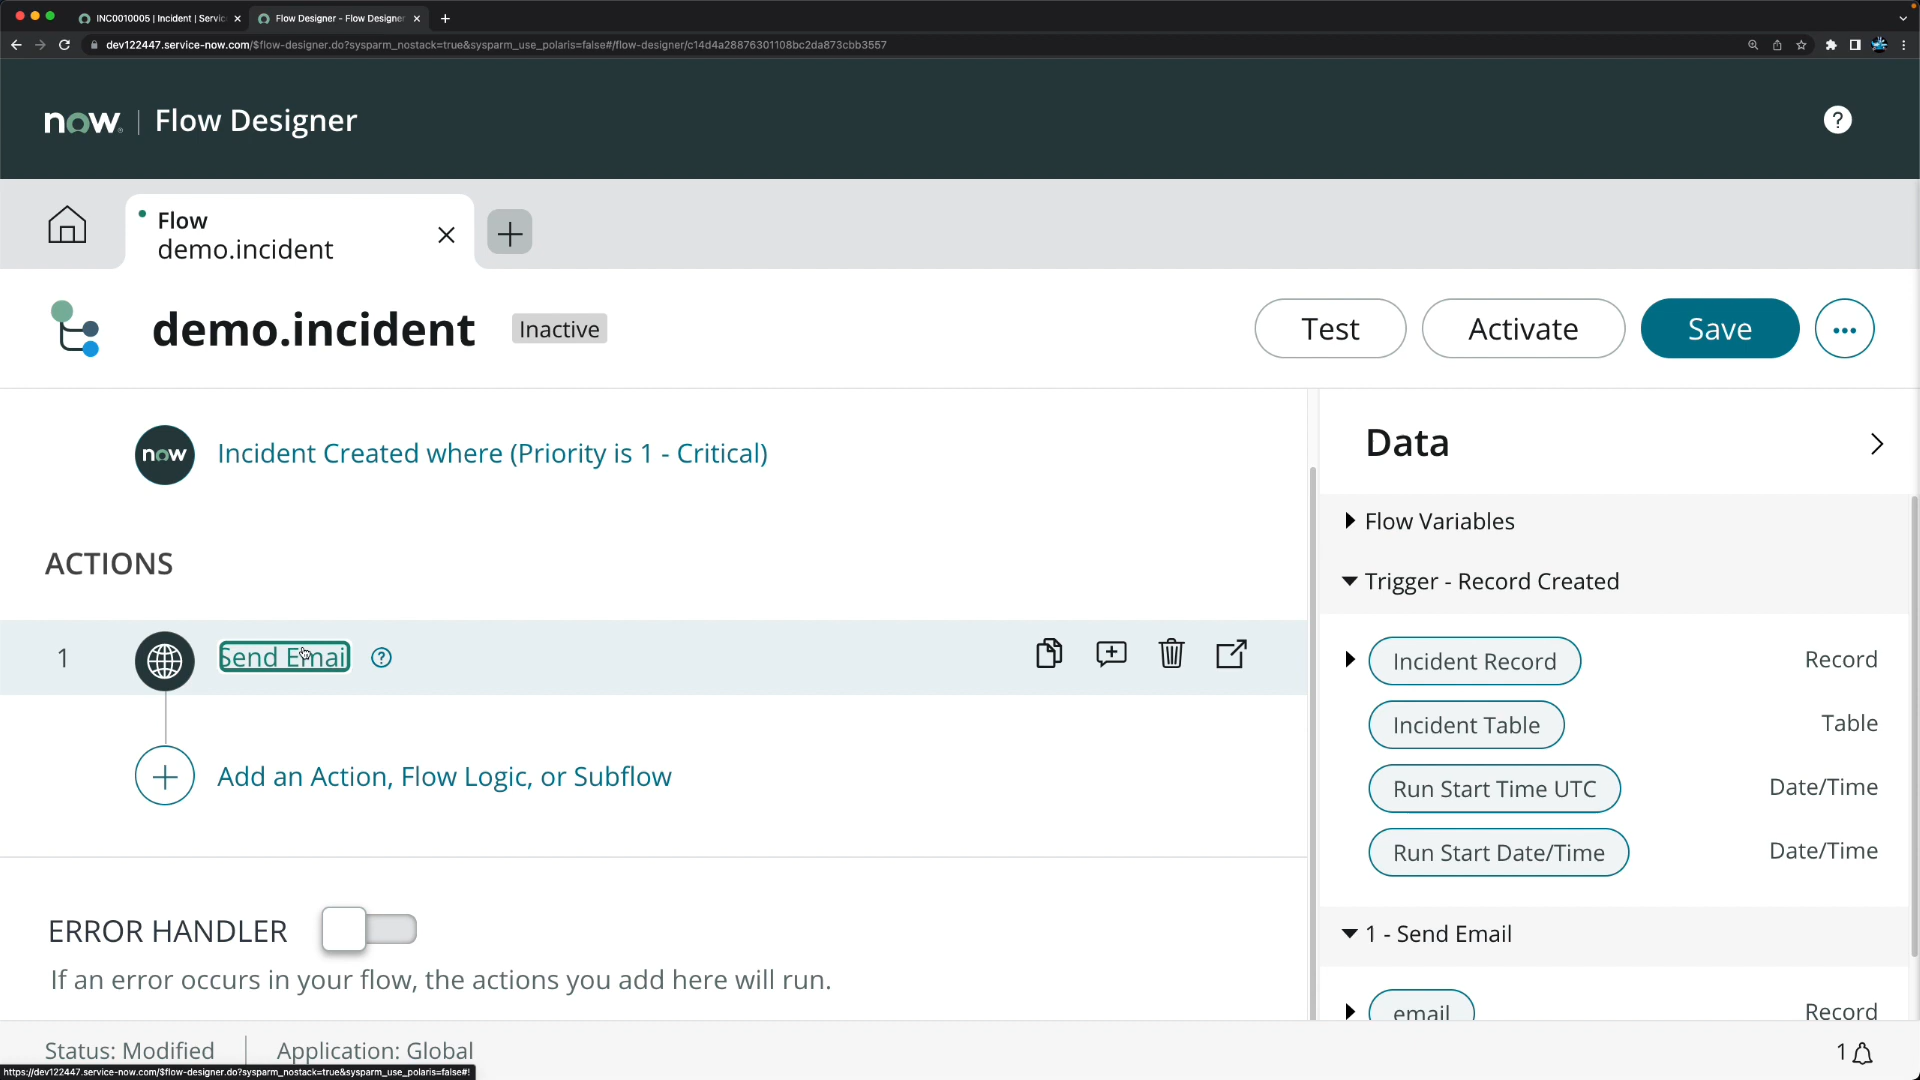 INC0010005 | Incident | Servic
Flow Designer - Flow Designer
dev122447.service-now.com/$flow-designer.do?sysparm_nostack=true&sysparm_use_polaris=false#/flow-designer/c14d4a28876301108bc2da873cbb3557
now. | Flow Designer
?
Flow
demo.incident
demo.incident
Inactive
Test
Activate
Save
now
Incident Created where (Priority is 1 - Critical)
Data
Flow Variables
ACTIONS
Trigger - Record Created
1
Send Email
?
Incident Record
Record
Incident Table
Table
Add an Action, Flow Logic, or Subflow
Run Start Time UTC
Date/Time
Run Start Date/Time
Date/Time
ERROR HANDLER
1 - Send Email
If an error occurs in your flow, the actions you add here will run.
email
Record
Status: Modified
Application: Global
1
https://dev122447.service-now.com/$flow-designer.do?sysparm_nostack=true&sysparm_use_polaris=false#!